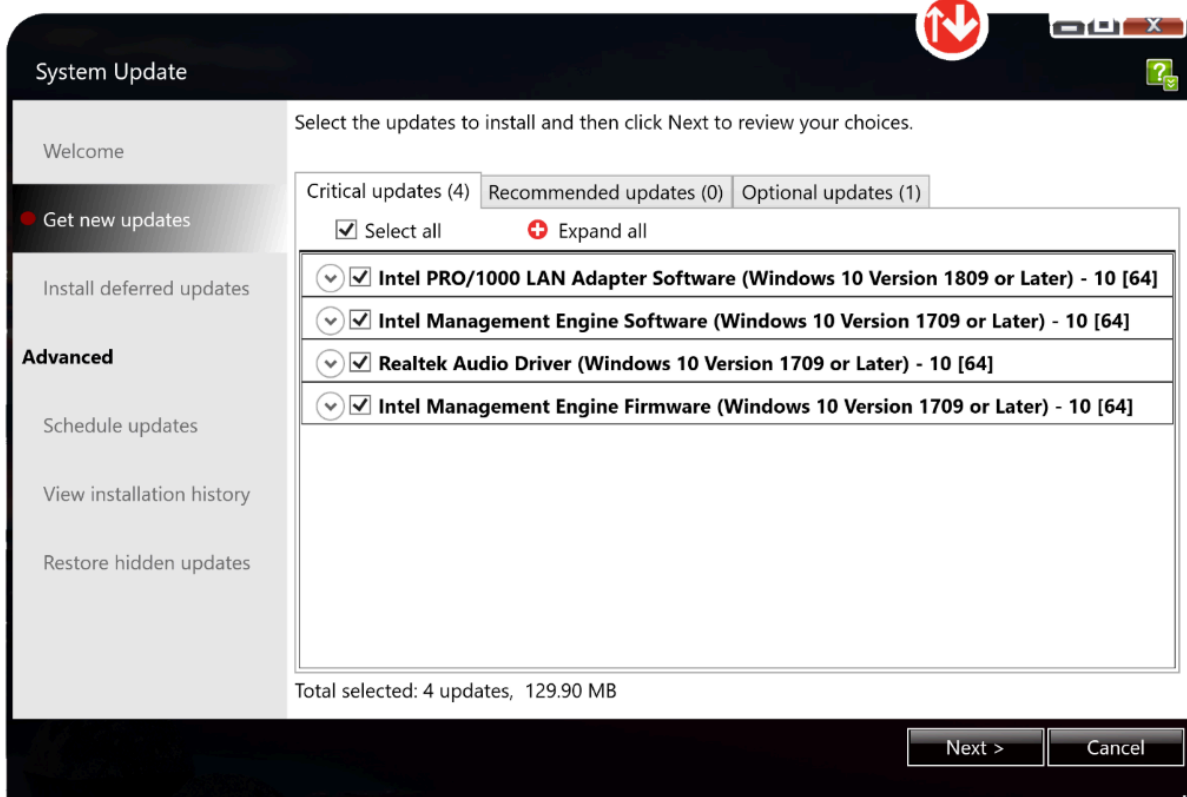 System Update
Welcome
Get new updates
Install deferred updates
Advanced
Schedule updates
View installation history
Restore hidden updates
Select the updates to install and then click Next to review your choices.
Critical updates (4) Recommended updates (0) Optional updates (1)
Select all Expand all
Intel PRO/1000 LAN Adapter Software (Windows 10 Version 1809 or Later) - 10 [64]
Intel Management Engine Software (Windows 10 Version 1709 or Later) - 10 [64]
Realtek Audio Driver (Windows 10 Version 1709 or Later) - 10 [64]
Intel Management Engine Firmware (Windows 10 Version 1709 or Later) - 10 [64]
Total selected: 4 updates, 129.90 MB
Next > Cancel